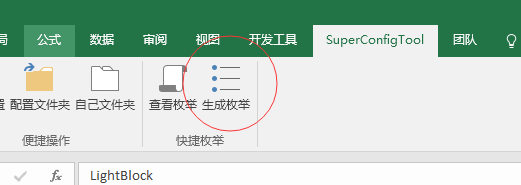 局 公式 数据 审阅 视图 开发工具 SuperConfigTool 团队
置 配置文件夹 自己文件夹 查看枚举 生成枚举
便捷操作 快捷枚举
fx LightBlock